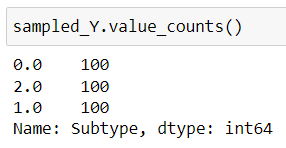 sampled_Y.value_counts()
0.0    100
2.0    100
1.0    100
Name: Subtype, dtype: int64